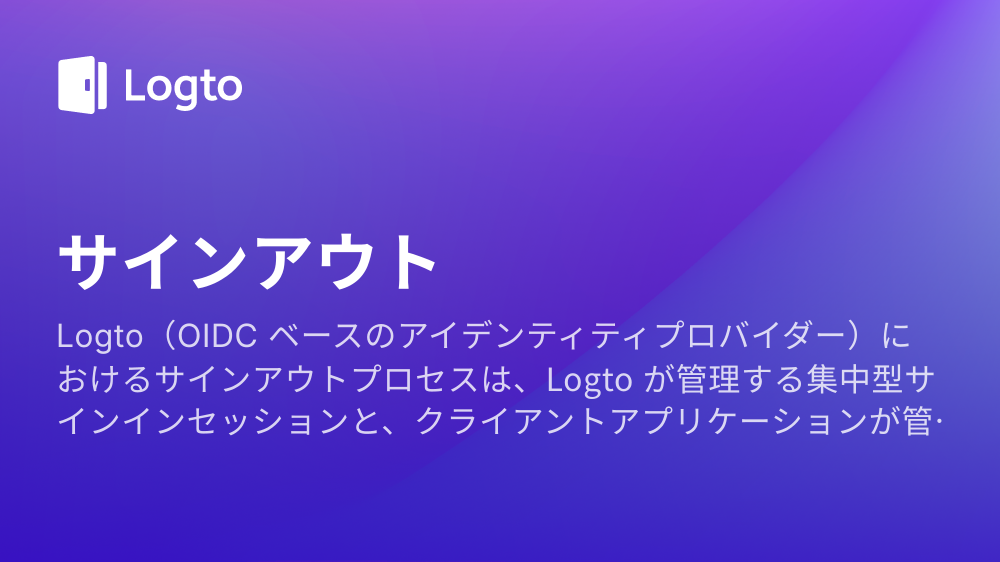 Logto
サインアウト
Logto（OIDC ベースのアイデンティティプロバイダー）に
おけるサインアウトプロセスは、Logto が管理する集中型サ
インインセッションと、クライアントアプリケーションが管·